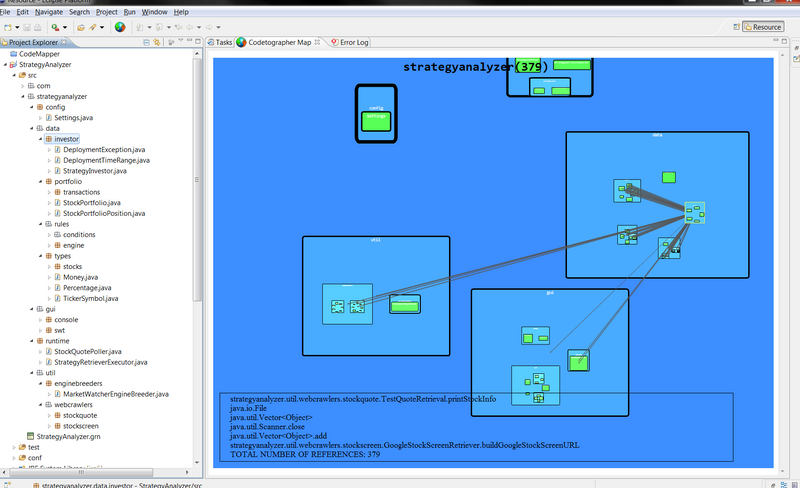 Resource - Eclipse Platform
File Edit Navigate Search Project Run Window Help
Resource
Project Explorer
Tasks
Codetographer Map
Error Log
CodeMapper
StrategyAnalyzer
src
com
strategyanalyzer
config
Settings.java
data
investor
DeploymentException.java
DeploymentTimeRange.java
StrategyInvestor.java
portfolio
transactions
StockPortfolio.java
StockPortfolioPosition.java
rules
conditions
engine
types
stocks
Money.java
Percentage.java
TickerSymbol.java
gui
console
swt
runtime
StockQuotePoller.java
StrategyRetrieverExecutor.java
util
enginebreeders
MarketWatcherEngineBreeder.java
webcrawlers
stockquote
stockscreen
StrategyAnalyzer.grn
test
conf
JRE System Library
strategyanalyzer(379)
config
Settings
data
util
gui
strategyanalyzer.util.webcrawlers.stockquote.TestQuoteRetrieval.printStockInfo
java.io.File
java.util.Vector<Object>
java.util.Scanner.close
java.util.Vector<Object>.add
strategyanalyzer.util.webcrawlers.stockscreen.GoogleStockScreenRetriever.buildGoogleStockScreenURL
TOTAL NUMBER OF REFERENCES: 379
strategyanalyzer.data.investor - StrategyAnalyzer/src